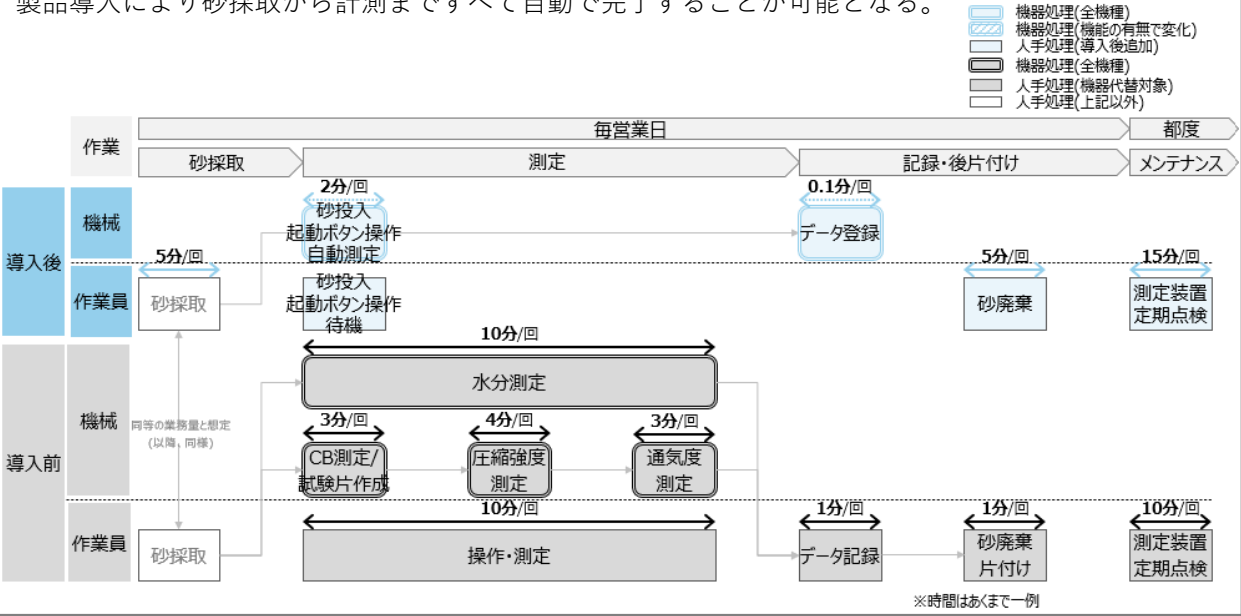 製品導入により砂採取から計測まですべて自動で完了することが可能となる。
機器処理(全機種)
機器処理(機能の有無で変化)
人手処理(導入後追加)
機器処理(全機種)
人手処理(機器代替対象)
人手処理(上記以外)
作業
毎営業日
都度
砂採取
測定
記録・後片付け
メンテナンス
導入後
機械
2分/回
砂投入
起動ボタン操作
自動測定
0.1分/回
データ登録
作業員
5分/回
砂採取
砂投入
起動ボタン操作
待機
5分/回
砂廃棄
15分/回
測定装置
定期点検
導入前
機械
同等の業務量と想定
(以降、同様)
10分/回
水分測定
3分/回
CB測定/
試験片作成
4分/回
圧縮強度
測定
3分/回
通気度
測定
作業員
砂採取
10分/回
操作・測定
1分/回
データ記録
1分/回
砂廃棄
片付け
10分/回
測定装置
定期点検
※時間はあくまで一例